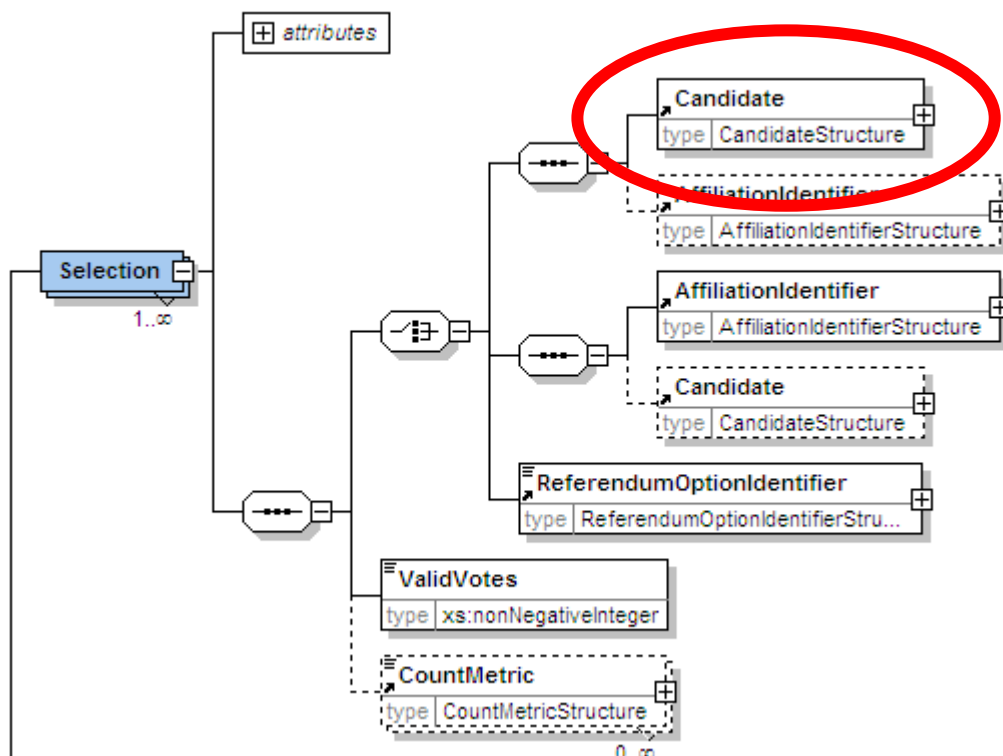 attributes
Candidate
type CandidateStructure
AffiliationIdentifier
type AffiliationIdentifierStructure
Selection
1..∞
AffiliationIdentifier
type AffiliationIdentifierStructure
Candidate
type CandidateStructure
ReferendumOptionIdentifier
type ReferendumOptionIdentifierStru...
ValidVotes
type xs:nonNegativeInteger
CountMetric
type CountMetricStructure
0..∞